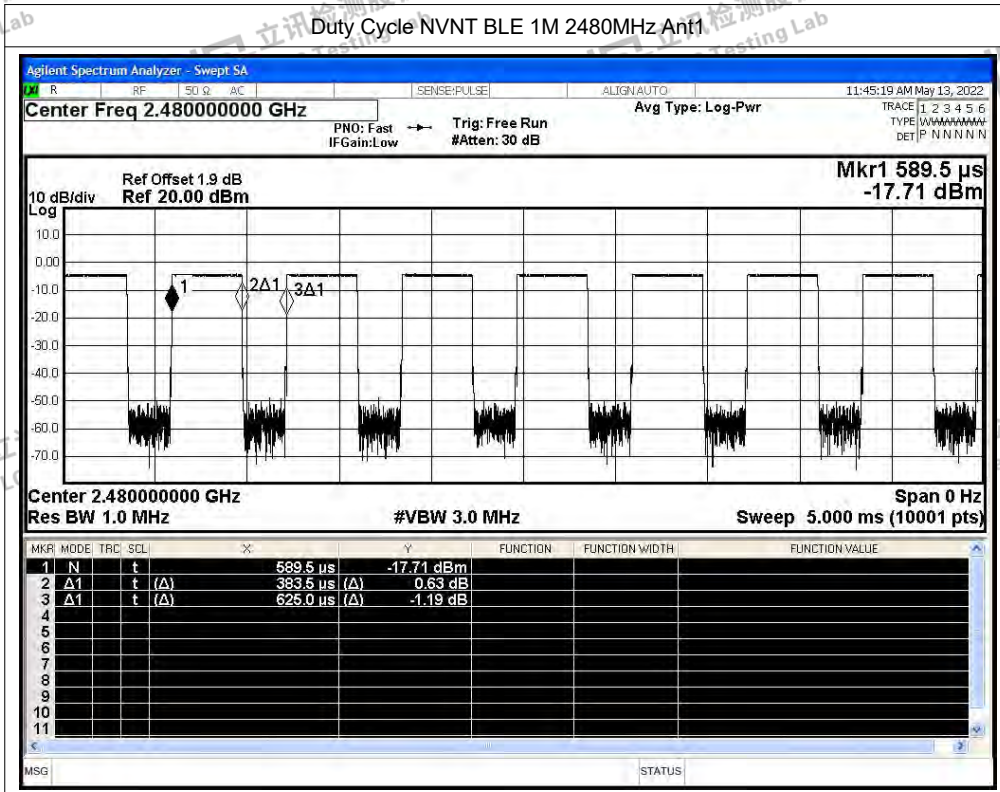 Lab
立讯检测
Testing Lab
Duty Cycle NVNT BLE 1M 2480MHz Ant1
Agilent Spectrum Analyzer - Swept SA
R RF 50 Ω AC SENSE:PULSE ALIGN AUTO 11:45:19 AM May 13, 2022
Center Freq 2.480000000 GHz
PNO: Fast
IFGain:Low
Trig: Free Run
#Atten: 30 dB
Avg Type: Log-Pwr
TRACE 1 2 3 4 5 6
TYPE WWWWWW
DET P N N N N N
Mkr1 589.5 µs
-17.71 dBm
Ref Offset 1.9 dB
10 dB/div Ref 20.00 dBm
Log
10.0
0.00
-10.0
-20.0
-30.0
-40.0
-50.0
-60.0
-70.0
1 2Δ1 3Δ1
Center 2.480000000 GHz Span 0 Hz
Res BW 1.0 MHz #VBW 3.0 MHz Sweep 5.000 ms (10001 pts)
MKR MODE TRC SCL X Y FUNCTION FUNCTION WIDTH FUNCTION VALUE
1 N t 589.5 µs -17.71 dBm
2 Δ1 t (Δ) 383.5 µs (Δ) 0.63 dB
3 Δ1 t (Δ) 625.0 µs (Δ) -1.19 dB
4
5
6
7
8
9
10
11
MSG STATUS